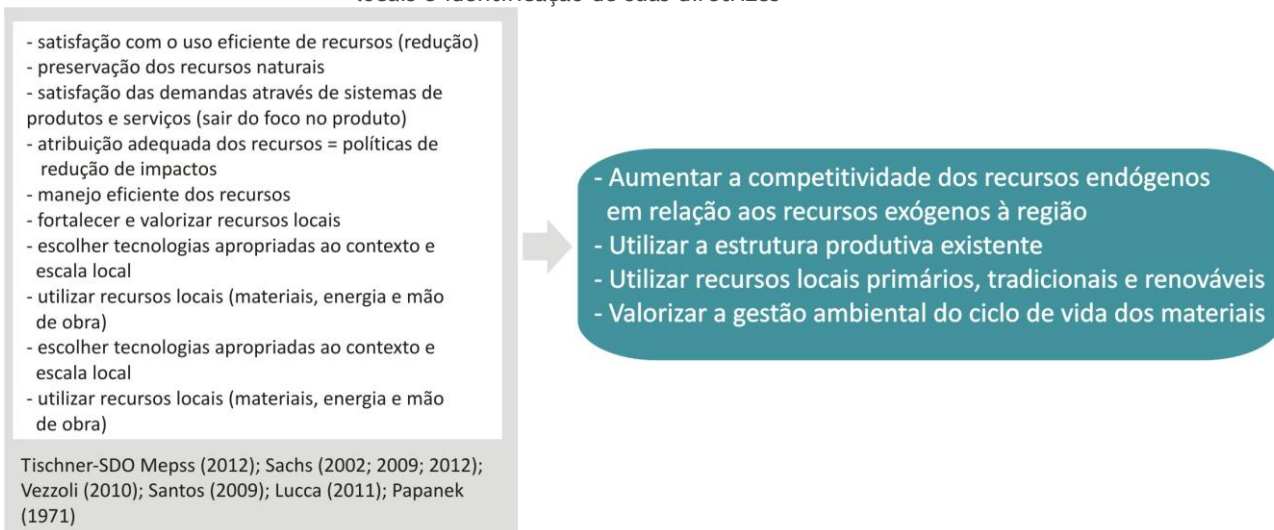 locais e identificação de suas diretrizes
- satisfação com o uso eficiente de recursos (redução)
- preservação dos recursos naturais
- satisfação das demandas através de sistemas de
produtos e serviços (sair do foco no produto)
- atribuição adequada dos recursos = políticas de
redução de impactos
- manejo eficiente dos recursos
- fortalecer e valorizar recursos locais
- escolher tecnologias apropriadas ao contexto e
escala local
- utilizar recursos locais (materiais, energia e mão
de obra)
- escolher tecnologias apropriadas ao contexto e
escala local
- utilizar recursos locais (materiais, energia e mão
de obra)
Tischner-SDO Mepss (2012); Sachs (2002; 2009; 2012);
Vezzoli (2010); Santos (2009); Lucca (2011); Papanek
(1971)
- Aumentar a competitividade dos recursos endógenos
em relação aos recursos exógenos à região
- Utilizar a estrutura produtiva existente
- Utilizar recursos locais primários, tradicionais e renováveis
- Valorizar a gestão ambiental do ciclo de vida dos materiais